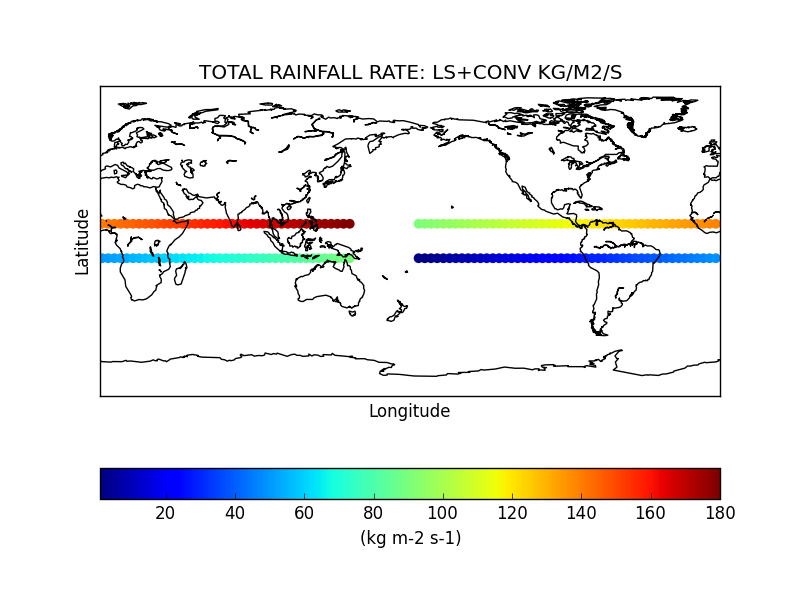 TOTAL RAINFALL RATE: LS+CONV KG/M2/S
Latitude
Longitude
20 40 60 80 100 120 140 160 180
(kg m-2 s-1)